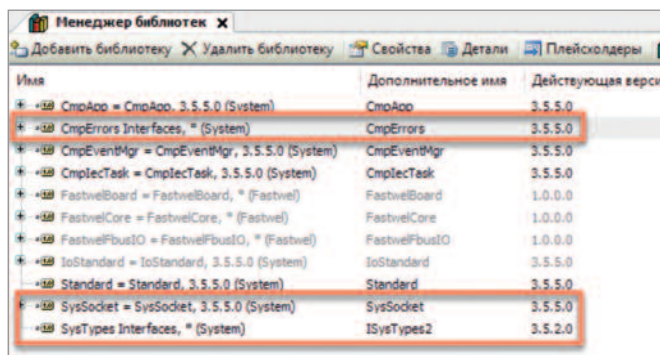 Менеджер библиотек x
Добавить библиотеку Удалить библиотеку Свойства Детали Плейсхолдеры
Имя Дополнительное имя Действующая верси
CmpApp = CmpApp, 3.5.5.0 (System) CmpApp 3.5.5.0
CmpErrors Interfaces, * (System) CmpErrors 3.5.5.0
CmpEventMgr = CmpEventMgr, 3.5.5.0 (System) CmpEventMgr 3.5.5.0
CmpIecTask = CmpIecTask, 3.5.5.0 (System) CmpIecTask 3.5.5.0
FastwelBoard = FastwelBoard, * (Fastwel) FastwelBoard 1.0.0.0
FastwelCore = FastwelCore, * (Fastwel) FastwelCore 1.0.0.0
FastwelFbusIO = FastwelFbusIO, * (Fastwel) FastwelFbusIO 1.0.0.0
IoStandard = IoStandard, 3.5.5.0 (System) IoStandard 3.5.5.0
Standard = Standard, 3.5.5.0 (System) Standard 3.5.5.0
SysSocket = SysSocket, 3.5.5.0 (System) SysSocket 3.5.5.0
SysTypes Interfaces, * (System) ISysTypes2 3.5.2.0